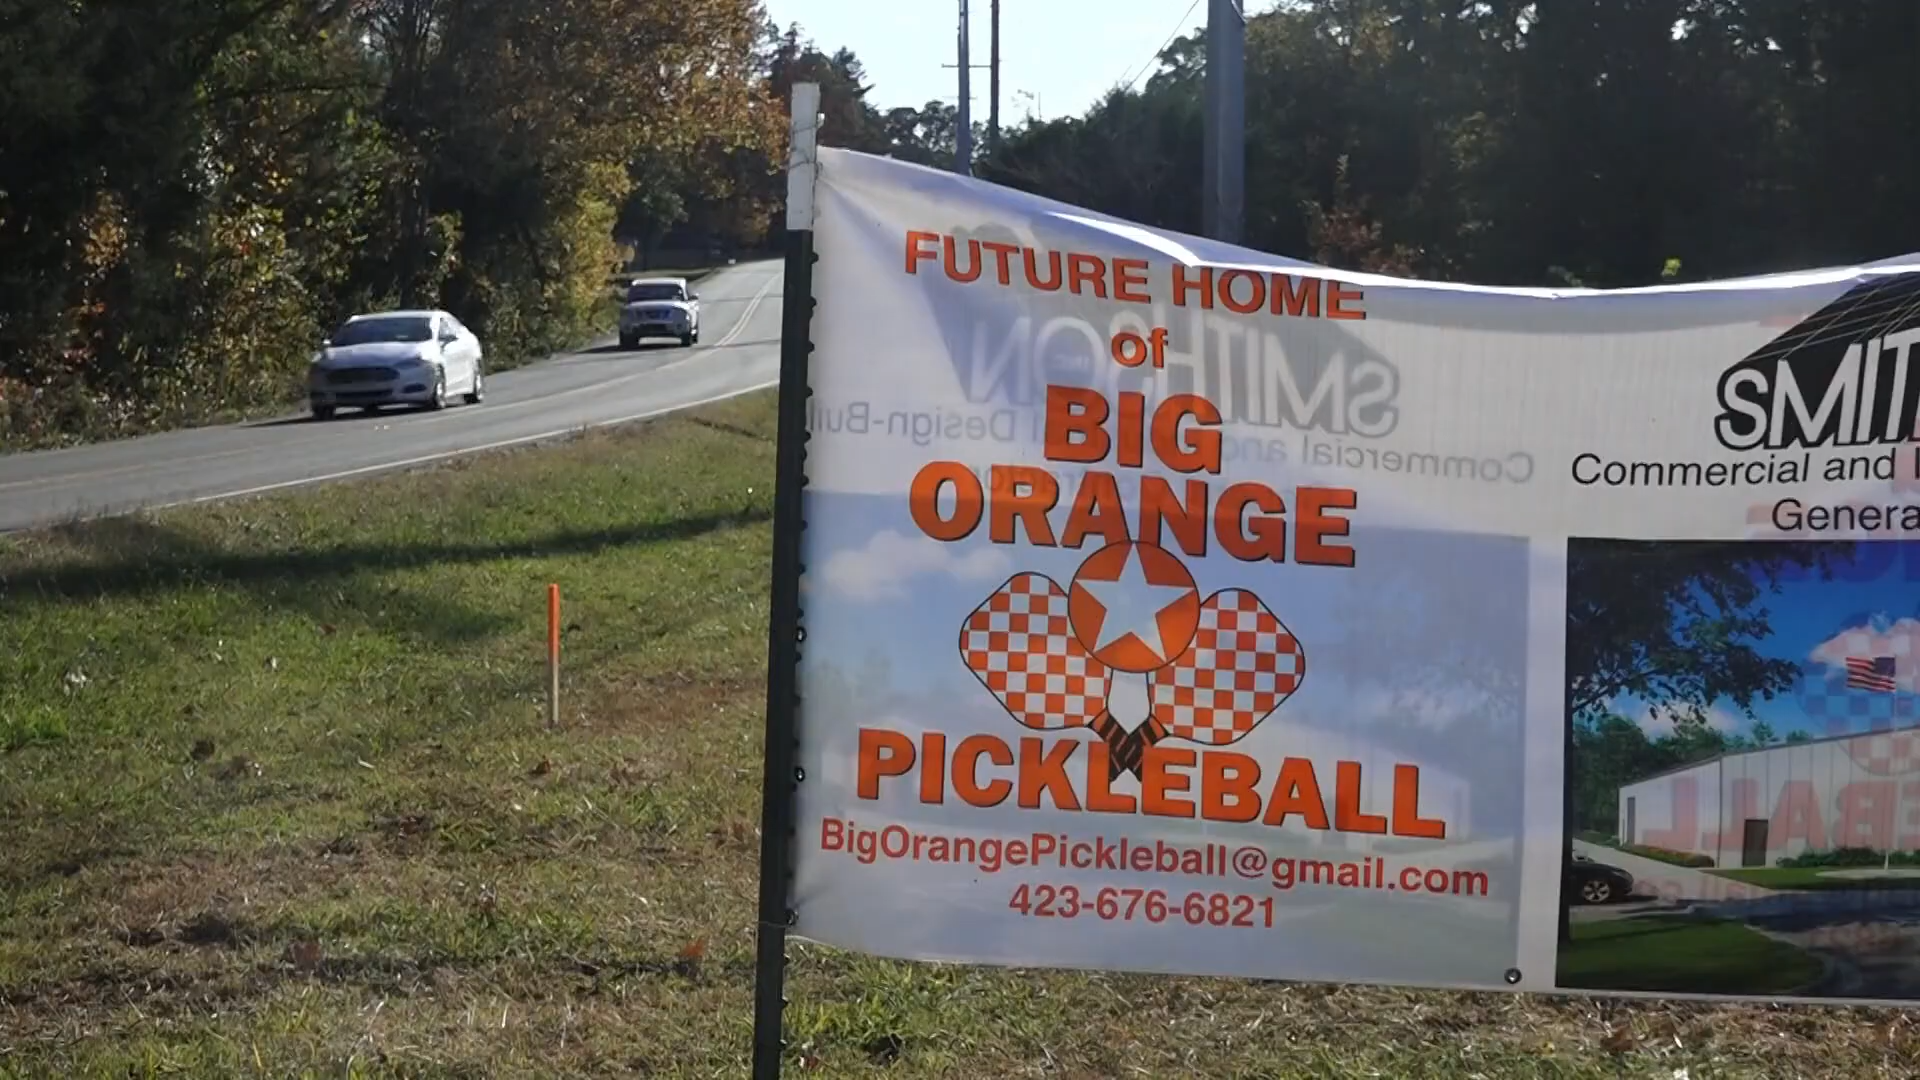 FUTURE HOME
of
BIG
ORANGE
PICKLEBALL
BigOrangePickleball@gmail.com
423-676-6821
SMIT
Commercial and
Genera